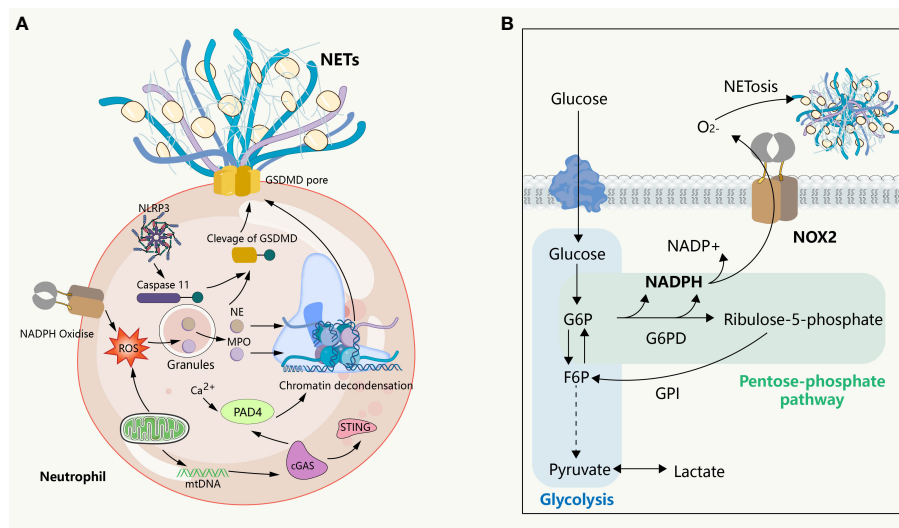 A
NETs
GSDMD pore
NLRP3
Clevage of GSDMD
Caspase 11
NE
MPO
NADPH Oxidise
ROS
Granules
Chromatin decondensation
Ca2+
PAD4
STING
cGAS
mtDNA
Neutrophil
B
Glucose
NETosis
O2-
NOX2
Glucose
NADP+
NADPH
G6P
Ribulose-5-phosphate
G6PD
F6P
GPI
Pentose-phosphate
pathway
Pyruvate
Lactate
Glycolysis